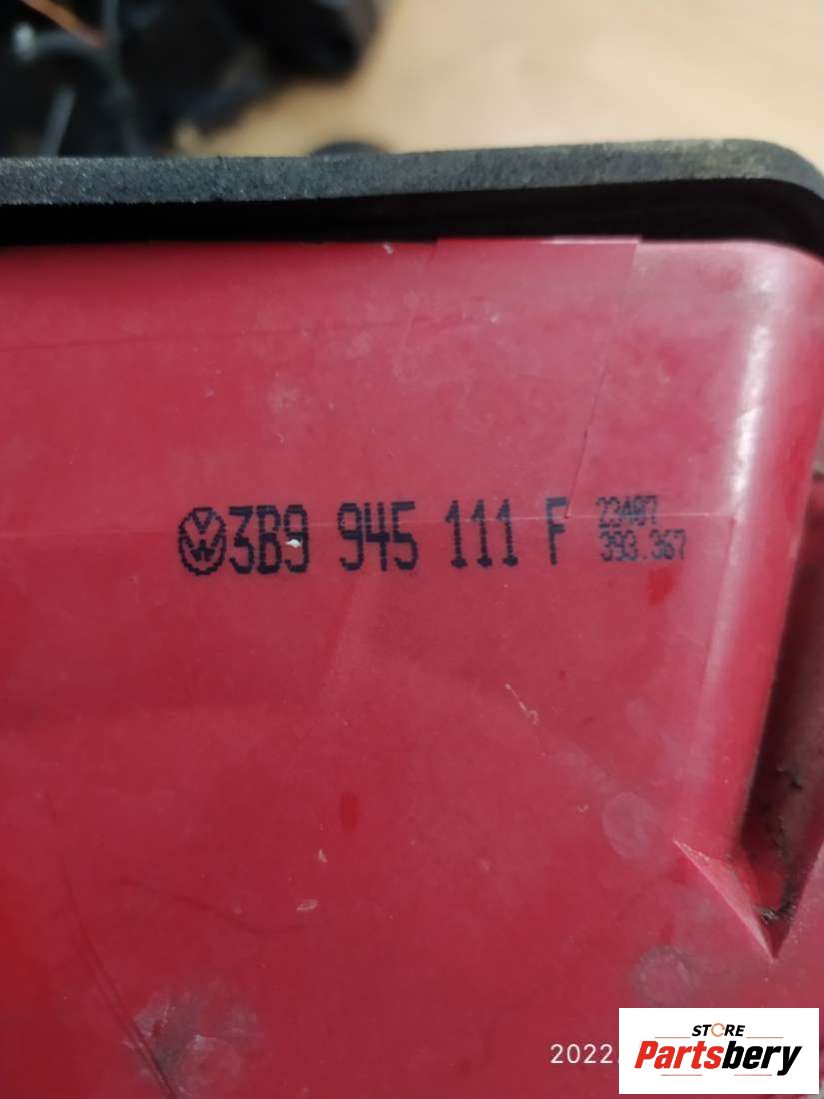 3B9 945 111 F
23407
393.367
2022.
STORE
Partsbery